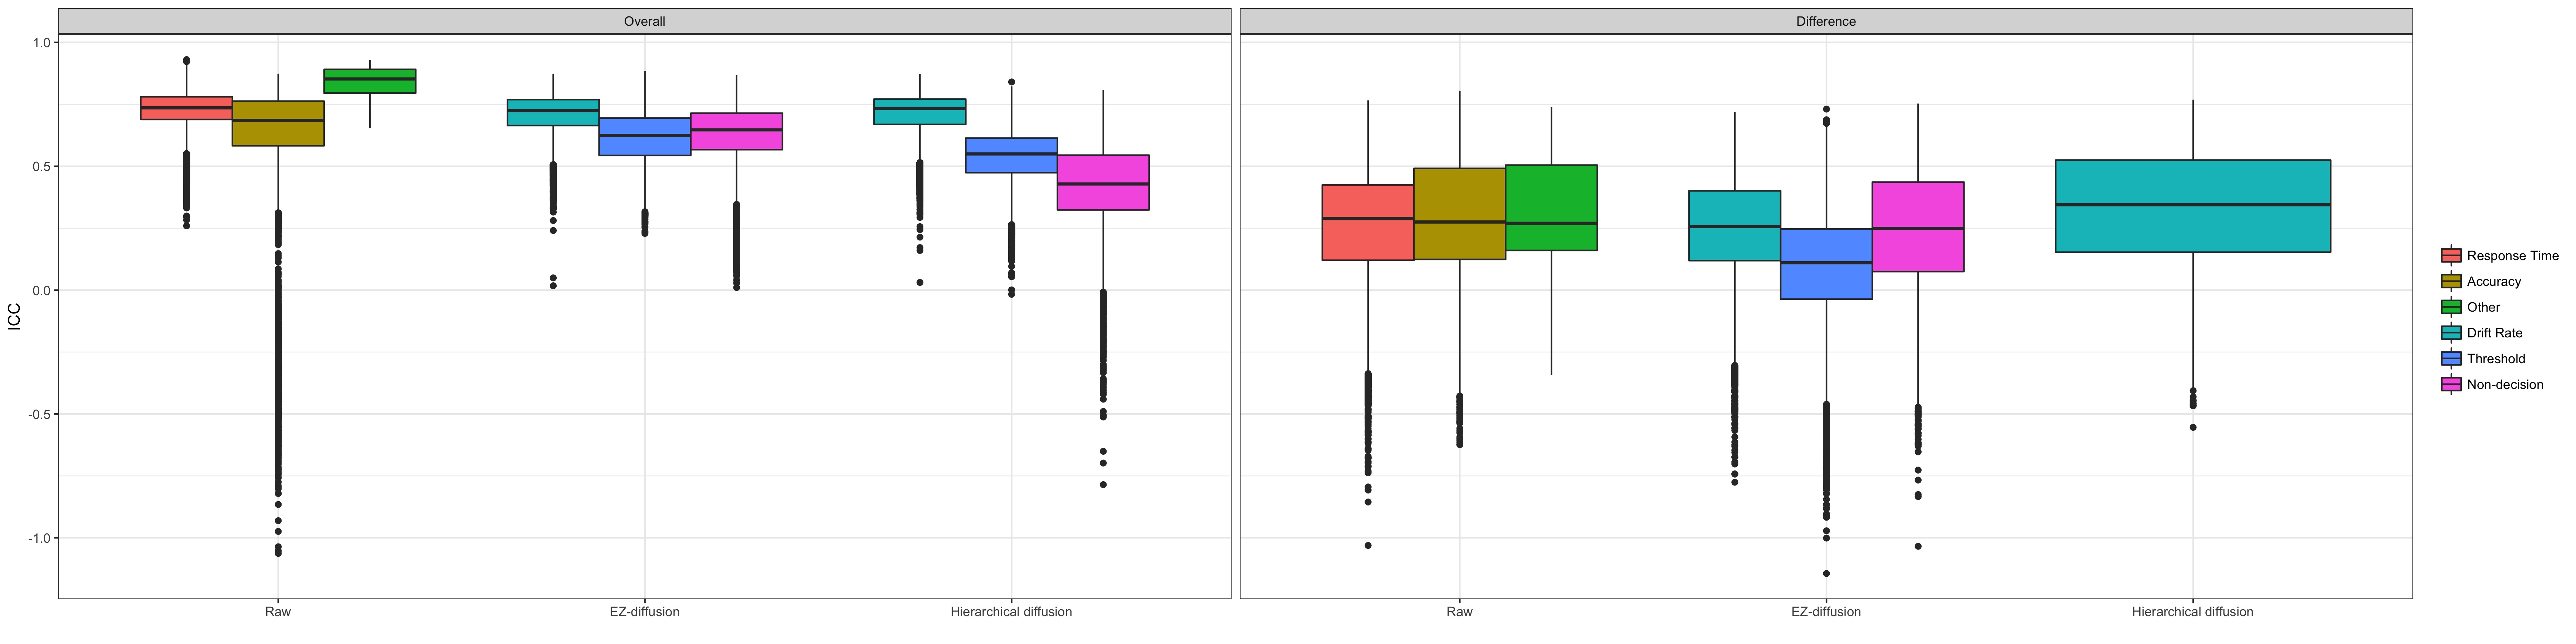 Overall
Difference
1.0
0.5
0.0
-0.5
-1.0
ICC
Raw
EZ-diffusion
Hierarchical diffusion
Raw
EZ-diffusion
Hierarchical diffusion
Response Time
Accuracy
Other
Drift Rate
Threshold
Non-decision